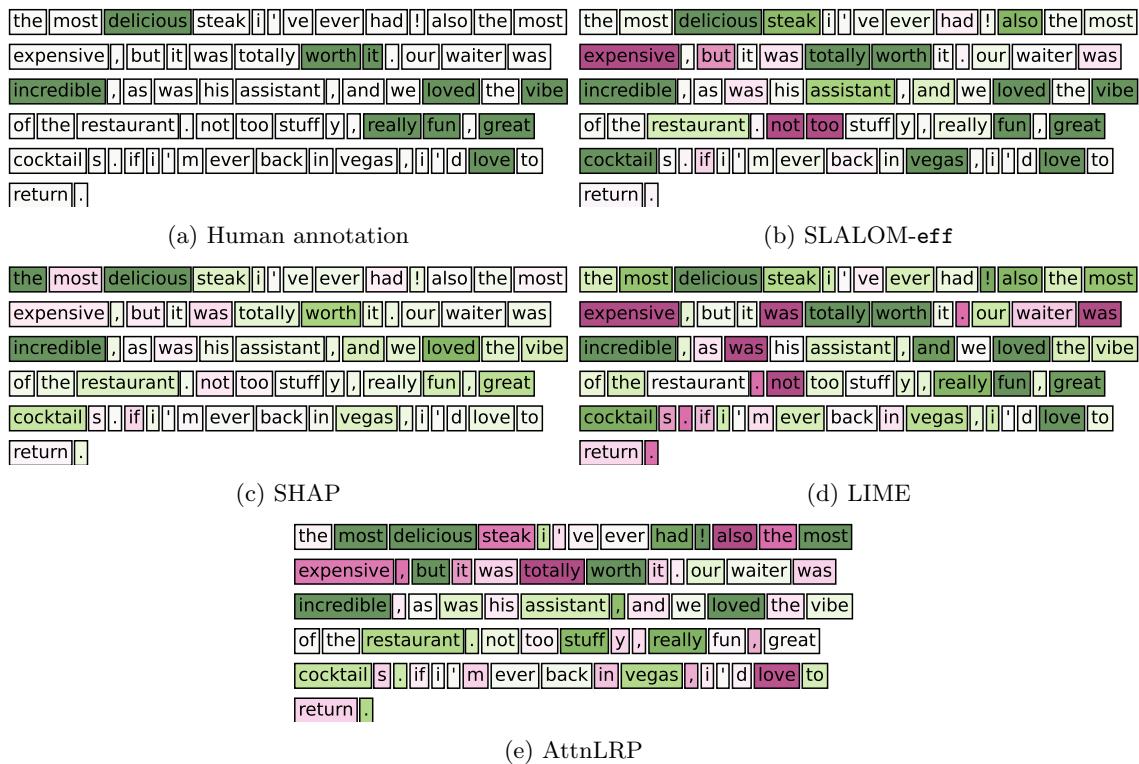 the most delicious steak i ' ve ever had ! also the most
expensive , but it was totally worth it . our waiter was
incredible , as was his assistant , and we loved the vibe
of the restaurant . not too stuff y , really fun , great
cocktail s . if i ' m ever back in vegas , i ' d love to
return .
(a) Human annotation
the most delicious steak i ' ve ever had ! also the most
expensive , but it was totally worth it . our waiter was
incredible , as was his assistant , and we loved the vibe
of the restaurant . not too stuff y , really fun , great
cocktail s . if i ' m ever back in vegas , i ' d love to
return .
(b) SLALOM-eff
the most delicious steak i ' ve ever had ! also the most
expensive , but it was totally worth it . our waiter was
incredible , as was his assistant , and we loved the vibe
of the restaurant . not too stuff y , really fun , great
cocktail s . if i ' m ever back in vegas , i ' d love to
return .
(c) SHAP
the most delicious steak i ' ve ever had ! also the most
expensive , but it was totally worth it . our waiter was
incredible , as was his assistant , and we loved the vibe
of the restaurant . not too stuff y , really fun , great
cocktail s . if i ' m ever back in vegas , i ' d love to
return .
(d) LIME
the most delicious steak i ' ve ever had ! also the most
expensive , but it was totally worth it . our waiter was
incredible , as was his assistant , and we loved the vibe
of the restaurant . not too stuff y , really fun , great
cocktail s . if i ' m ever back in vegas , i ' d love to
return .
(e) AttnLRP